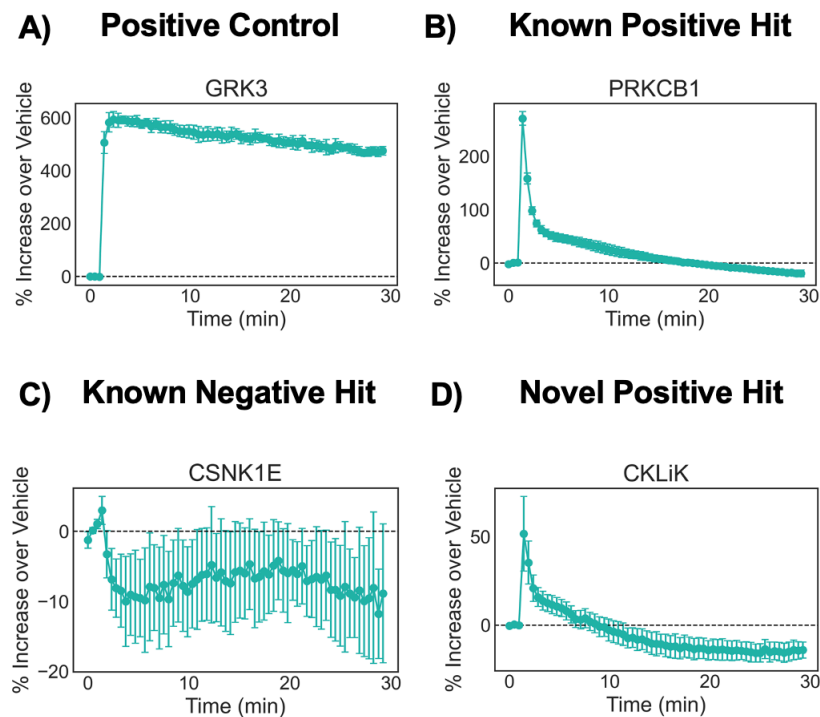 A) Positive Control
GRK3
% Increase over Vehicle
600
400
200
0
0 10 20 30
Time (min)
B) Known Positive Hit
PRKCB1
% Increase over Vehicle
200
100
0
0 10 20 30
Time (min)
C) Known Negative Hit
CSNK1E
% Increase over Vehicle
0
−10
−20
0 10 20 30
Time (min)
D) Novel Positive Hit
CKLiK
% Increase over Vehicle
50
0
0 10 20 30
Time (min)